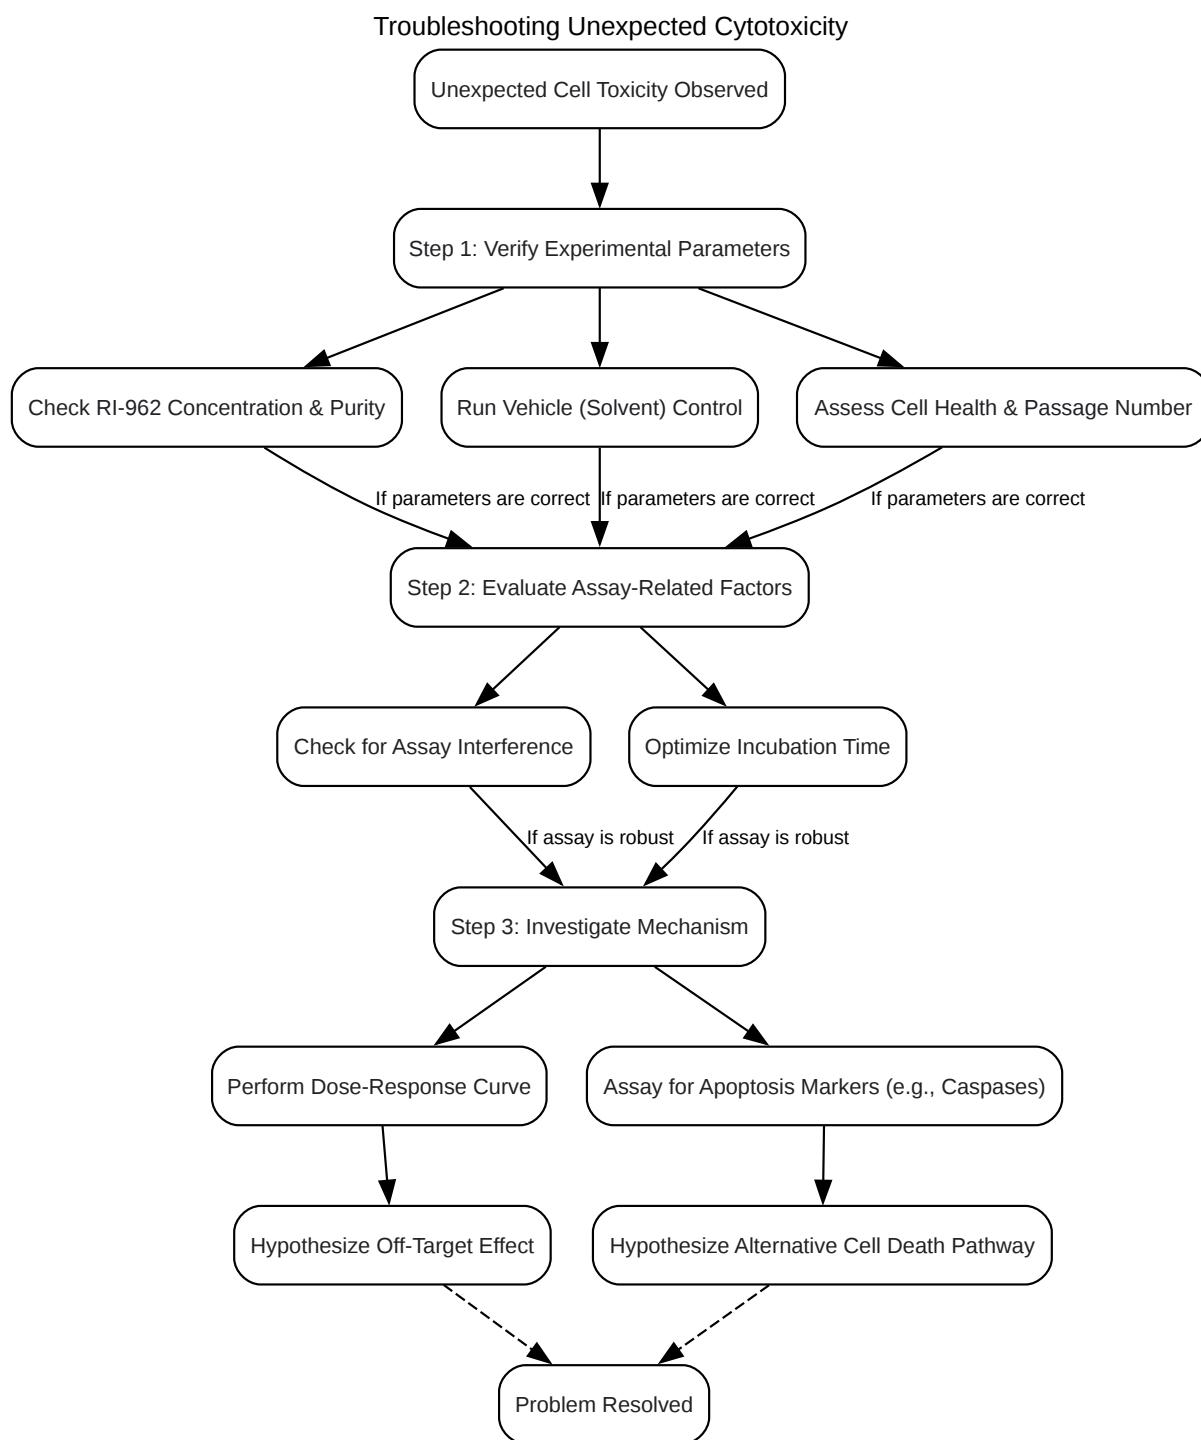 Troubleshooting Unexpected Cytotoxicity
Unexpected Cell Toxicity Observed
Step 1: Verify Experimental Parameters
Check RI-962 Concentration & Purity
Run Vehicle (Solvent) Control
Assess Cell Health & Passage Number
If parameters are correct
If parameters are correct
If parameters are correct
Step 2: Evaluate Assay-Related Factors
Check for Assay Interference
Optimize Incubation Time
If assay is robust
If assay is robust
Step 3: Investigate Mechanism
Perform Dose-Response Curve
Assay for Apoptosis Markers (e.g., Caspases)
Hypothesize Off-Target Effect
Hypothesize Alternative Cell Death Pathway
Problem Resolved